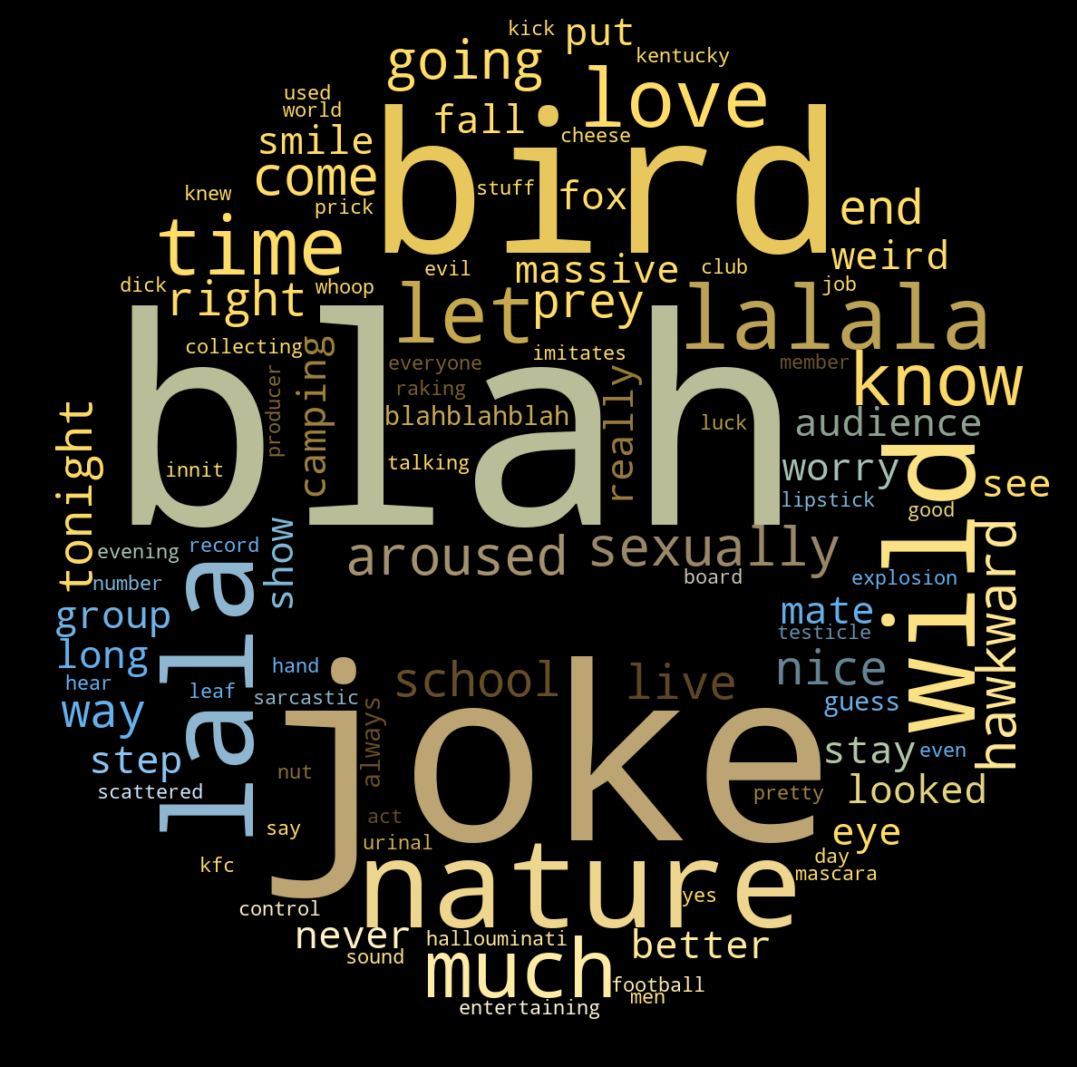 kick
put
going
kentucky
love
used
world
fall
bird
cheese
smile
come
stuff
fox
knew
prick
end
time
weird
evil
massive
club
dick
right
whoop
let
prey
job
lalala
collecting
blah
imitates
camping
everyone
member
producer
raking
really
know
blahblahblah
luck
audience
tonight
innit
talking
worry
wild
see
lipstick
good
evening
record
show
aroused
sexually
hawkward
number
board
explosion
lalala
group
mate
testicle
long
hand
school
live
nice
hear
leaf
sarcastic
way
joke
guess
always
step
stay
even
scattered
nut
pretty
looked
act
say
urinal
eye
kfc
nature
day
mascara
yes
control
never
hallouminati
better
sound
much
football
men
entertaining